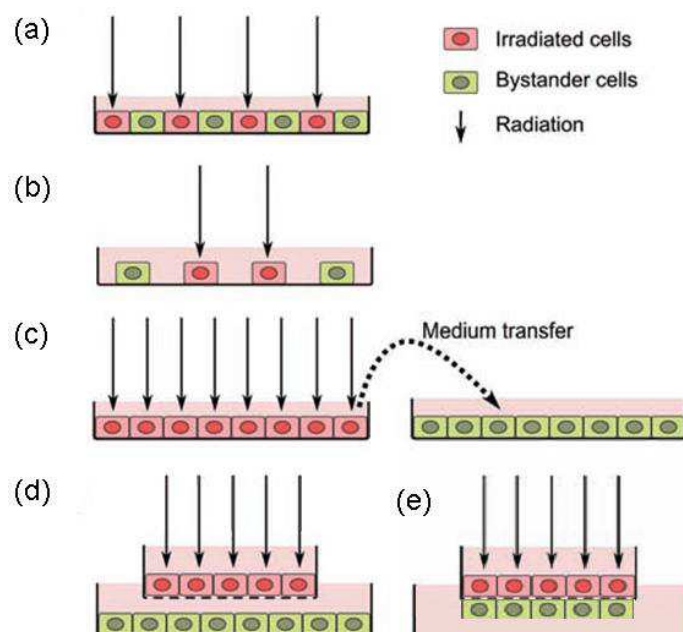 (a)
Irradiated cells
Bystander cells
Radiation
(b)
(c)
Medium transfer
(d)
(e)